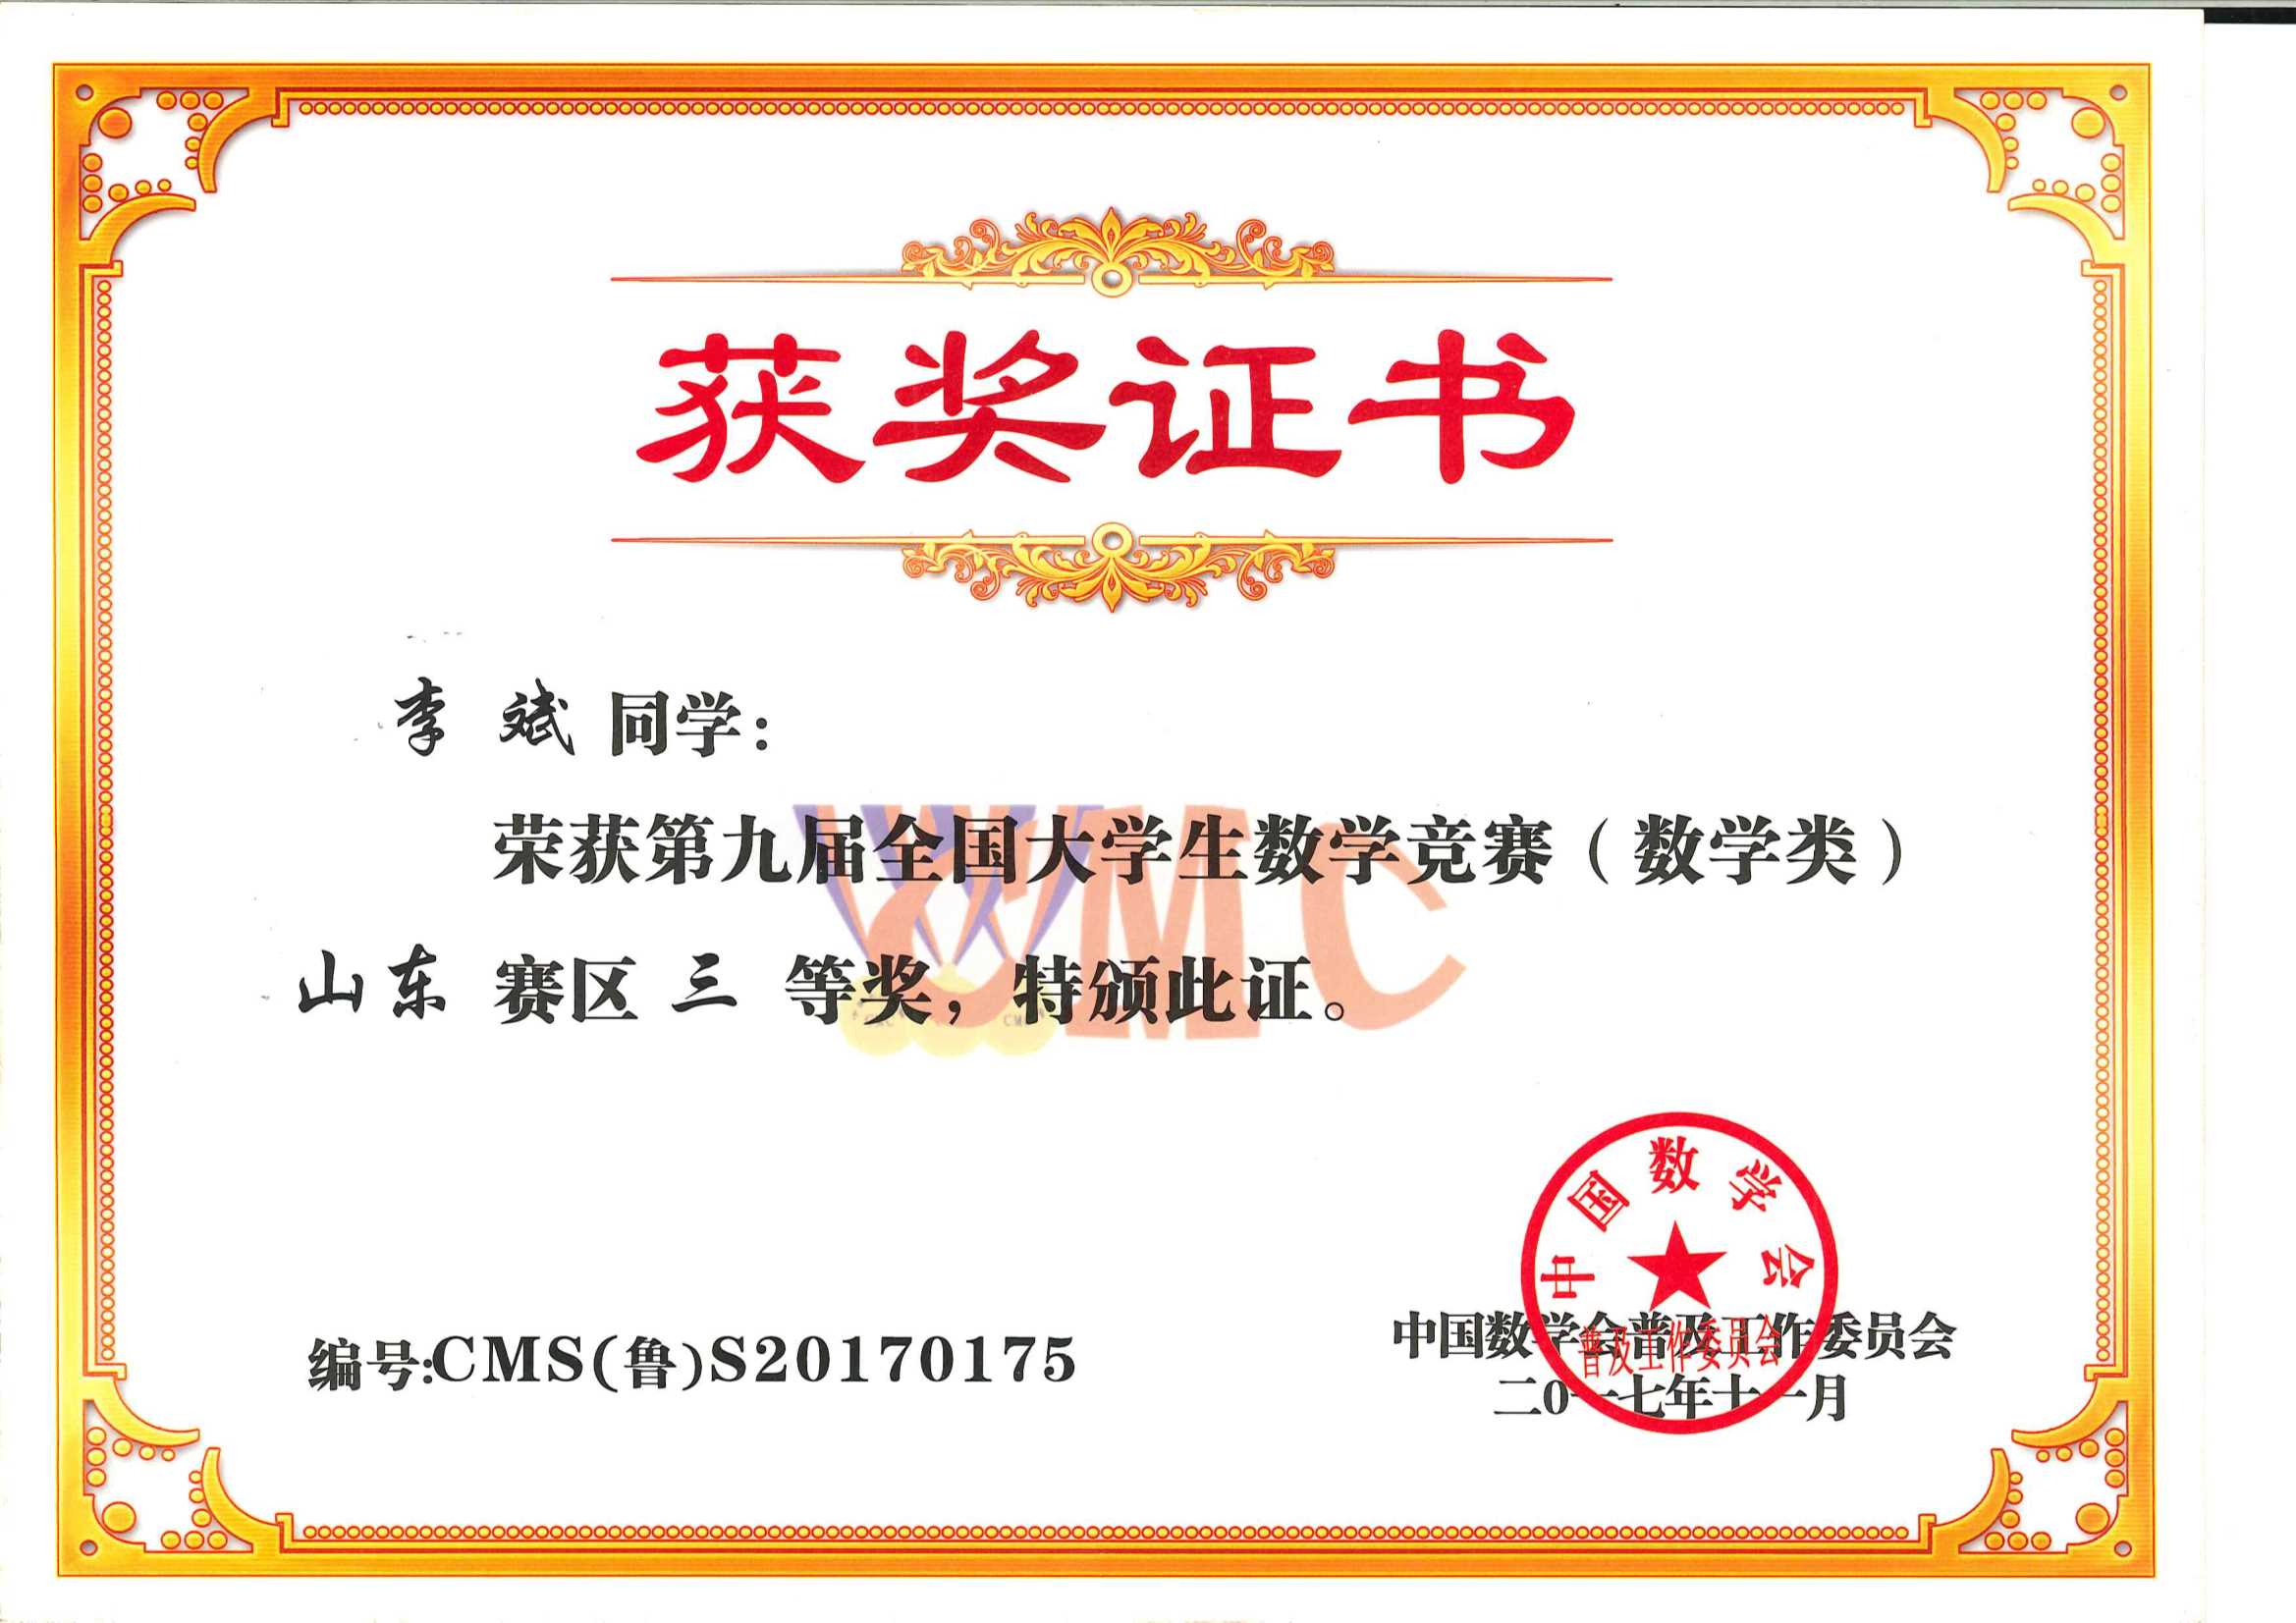 获奖证书
李 斌 同学：
荣获第九届全国大学生数学竞赛（数学类）
山东 赛区 三 等奖，特颁此证。
CMC
中国数学会
普及工作委员会
编号:CMS(鲁)S20170175
中国数学会普及工作委员会
二0一七年十一月